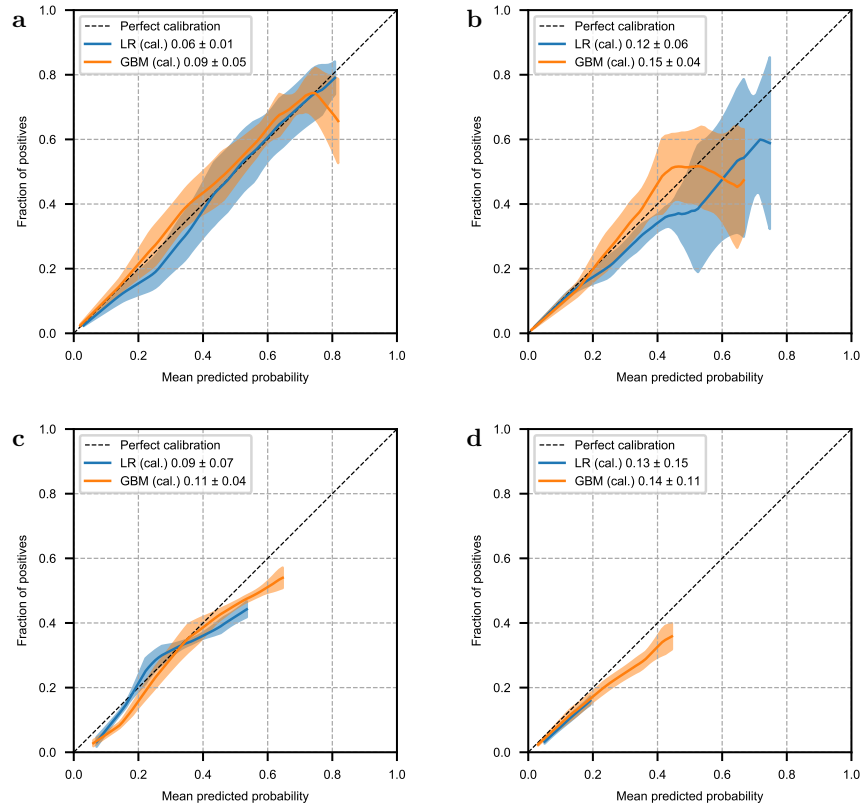 a
Perfect calibration
LR (cal.) 0.06 ± 0.01
GBM (cal.) 0.09 ± 0.05
1.0
0.8
0.6
0.4
0.2
0.0
Fraction of positives
0.0 0.2 0.4 0.6 0.8 1.0
Mean predicted probability
b
Perfect calibration
LR (cal.) 0.12 ± 0.06
GBM (cal.) 0.15 ± 0.04
1.0
0.8
0.6
0.4
0.2
0.0
Fraction of positives
0.0 0.2 0.4 0.6 0.8 1.0
Mean predicted probability
c
Perfect calibration
LR (cal.) 0.09 ± 0.07
GBM (cal.) 0.11 ± 0.04
1.0
0.8
0.6
0.4
0.2
0.0
Fraction of positives
0.0 0.2 0.4 0.6 0.8 1.0
Mean predicted probability
d
Perfect calibration
LR (cal.) 0.13 ± 0.15
GBM (cal.) 0.14 ± 0.11
1.0
0.8
0.6
0.4
0.2
0.0
Fraction of positives
0.0 0.2 0.4 0.6 0.8 1.0
Mean predicted probability